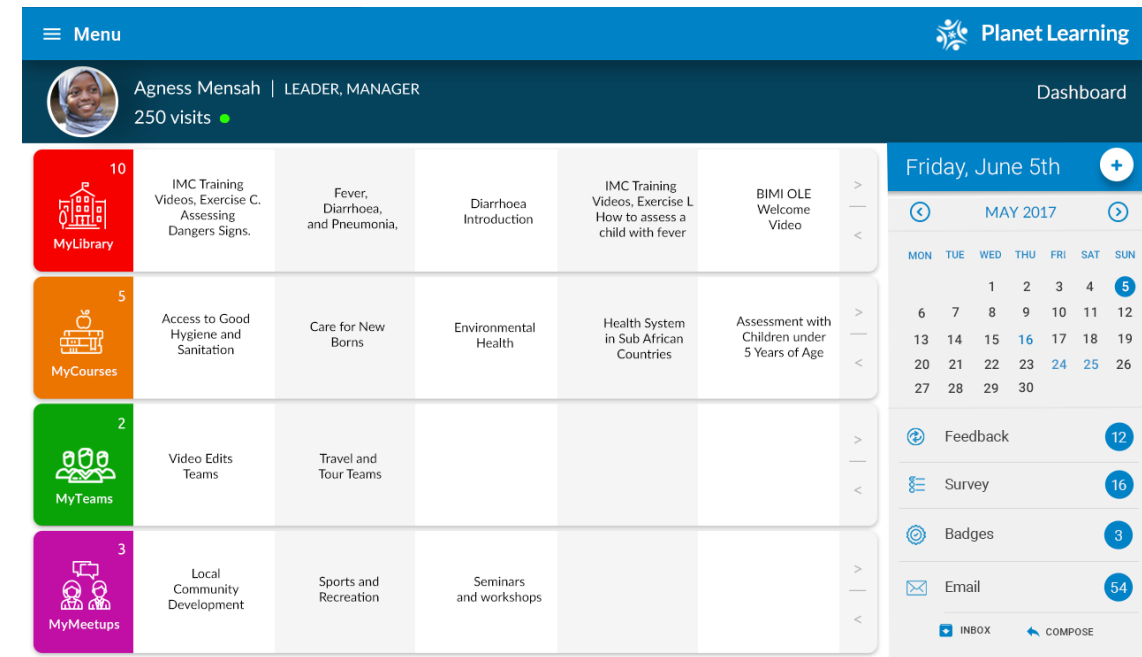 Menu
Planet Learning
Agness Mensah | LEADER, MANAGER
250 visits
Dashboard
10
MyLibrary
IMC Training
Videos, Exercise C.
Assessing
Dangers Signs.
Fever,
Diarrhoea,
and Pneumonia,
Diarrhoea
Introduction
IMC Training
Videos, Exercise L
How to assess a
child with fever
BIMI OLE
Welcome
Video
>
<
5
MyCourses
Access to Good
Hygiene and
Sanitation
Care for New
Borns
Environmental
Health
Health System
in Sub African
Countries
Assessment with
Children under
5 Years of Age
>
<
2
MyTeams
Video Edits
Teams
Travel and
Tour Teams
>
<
3
MyMeetups
Local
Community
Development
Sports and
Recreation
Seminars
and workshops
>
<
Friday, June 5th +
< MAY 2017 >
MON TUE WED THU FRI SAT SUN
1 2 3 4 5
6 7 8 9 10 11 12
13 14 15 16 17 18 19
20 21 22 23 24 25 26
27 28 29 30
Feedback 12
Survey 16
Badges 3
Email 54
INBOX COMPOSE